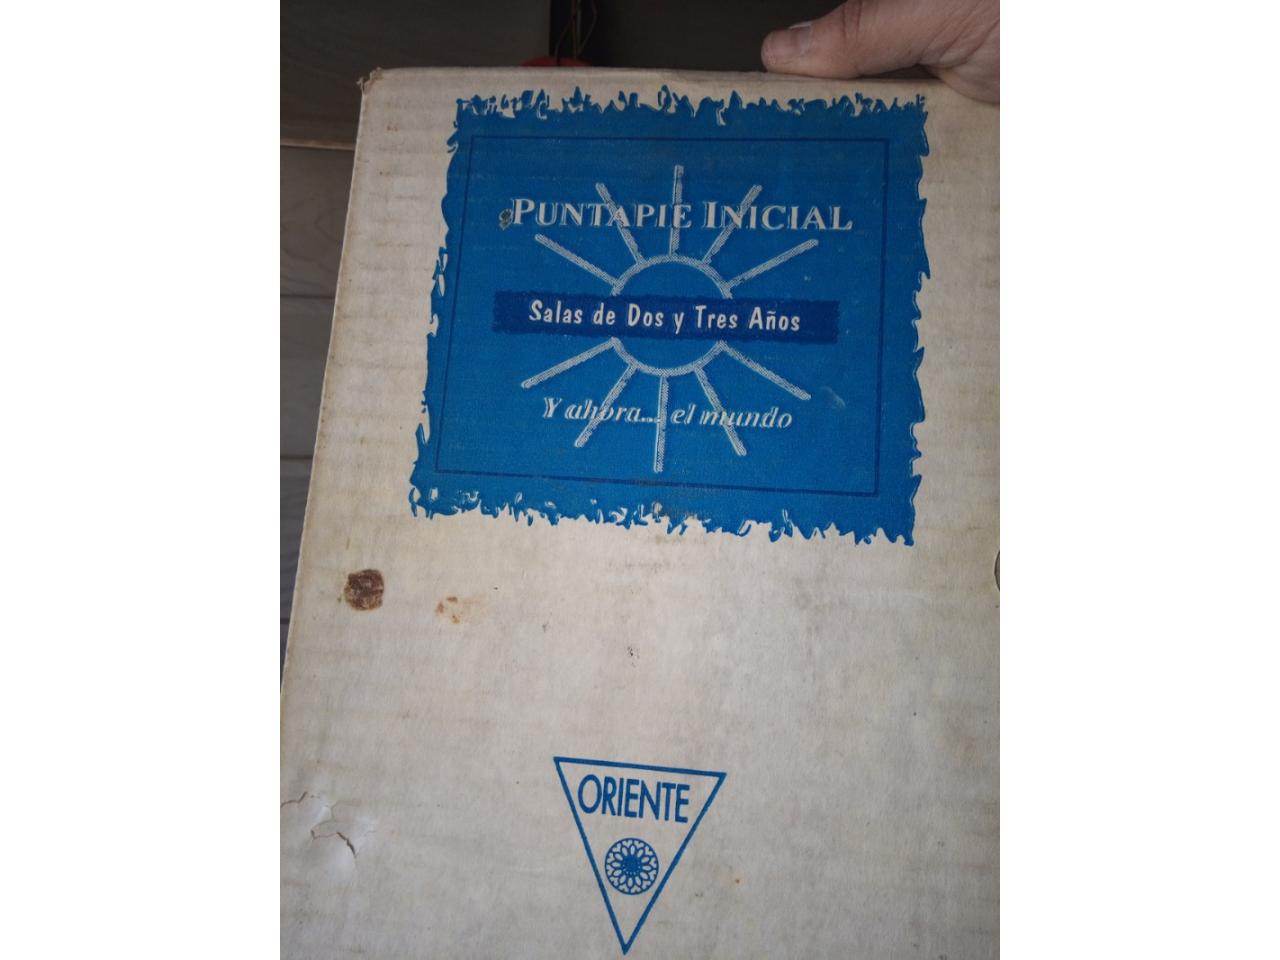 PUNTAPIE INICIAL
Salas de Dos y Tres Años
Y ahora... el mundo
ORIENTE